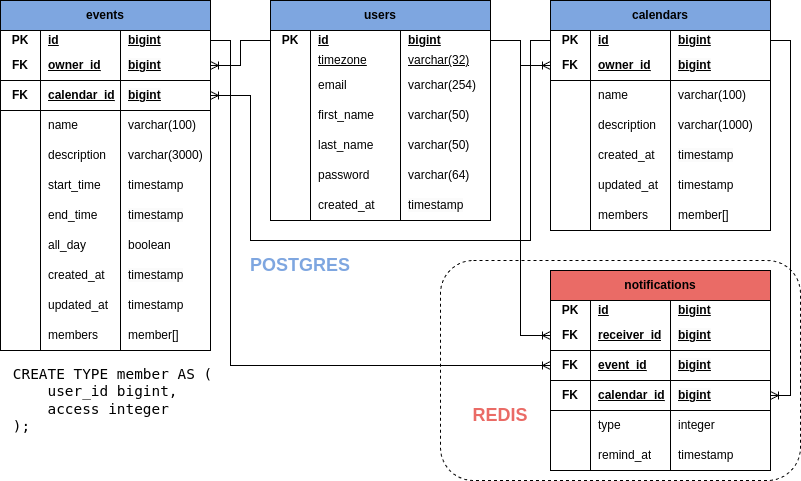 events
PK id bigint
FK owner_id bigint
FK calendar_id bigint
name varchar(100)
description varchar(3000)
start_time timestamp
end_time timestamp
all_day boolean
created_at timestamp
updated_at timestamp
members member[]
users
PK id bigint
timezone varchar(32)
email varchar(254)
first_name varchar(50)
last_name varchar(50)
password varchar(64)
created_at timestamp
calendars
PK id bigint
FK owner_id bigint
name varchar(100)
description varchar(1000)
created_at timestamp
updated_at timestamp
members member[]
POSTGRES
notifications
PK id bigint
FK receiver_id bigint
FK event_id bigint
FK calendar_id bigint
type integer
remind_at timestamp
REDIS
CREATE TYPE member AS (
    user_id bigint,
    access integer
);